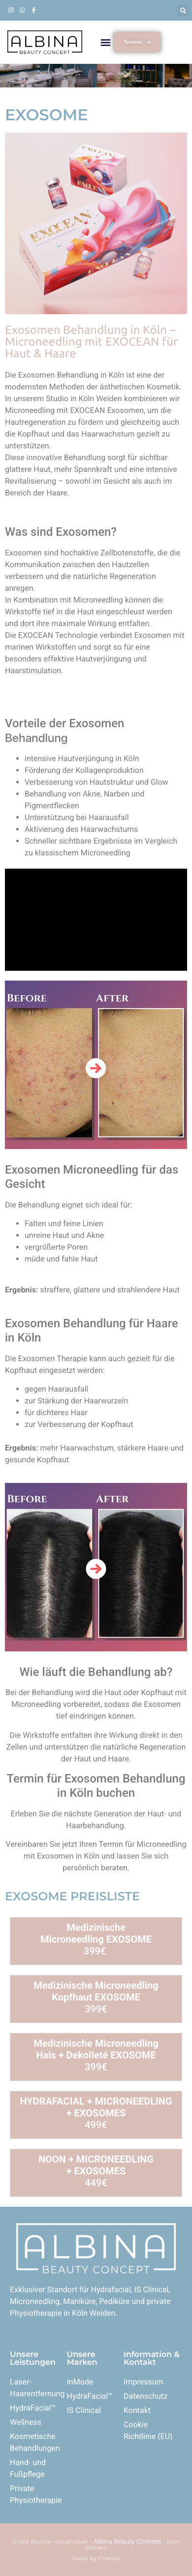 ALBINA
BEAUTY CONCEPT
Termine →
EXOSOME
EXOCEAN
EXOCEAN
Exosomen Behandlung in Köln –
Microneedling mit EXOCEAN für
Haut & Haare
Die Exosomen Behandlung in Köln ist eine der
modernsten Methoden der ästhetischen Kosmetik.
In unserem Studio in Köln Weiden kombinieren wir
Microneedling mit EXOCEAN Exosomen, um die
Hautregeneration zu fördern und gleichzeitig auch
die Kopfhaut und das Haarwachstum gezielt zu
unterstützen.
Diese innovative Behandlung sorgt für sichtbar
glattere Haut, mehr Spannkraft und eine intensive
Revitalisierung – sowohl im Gesicht als auch im
Bereich der Haare.
Was sind Exosomen?
Exosomen sind hochaktive Zellbotenstoffe, die die
Kommunikation zwischen den Hautzellen
verbessern und die natürliche Regeneration
anregen.
In Kombination mit Microneedling können die
Wirkstoffe tief in die Haut eingeschleust werden
und dort ihre maximale Wirkung entfalten.
Die EXOCEAN Technologie verbindet Exosomen mit
marinen Wirkstoffen und sorgt so für eine
besonders effektive Hautverjüngung und
Haarstimulation.
Vorteile der Exosomen
Behandlung
• intensive Hautverjüngung in Köln
• Förderung der Kollagenproduktion
• Verbesserung von Hautstruktur und Glow
• Behandlung von Akne, Narben und
Pigmentflecken
• Unterstützung bei Haarausfall
• Aktivierung des Haarwachstums
• Schneller sichtbare Ergebnisse im Vergleich
zu klassischem Microneedling
BEFORE AFTER
Exosomen Microneedling für das
Gesicht
Die Behandlung eignet sich ideal für:
• Falten und feine Linien
• unreine Haut und Akne
• vergrößerte Poren
• müde und fahle Haut
Ergebnis: straffere, glattere und strahlendere Haut
Exosomen Behandlung für Haare
in Köln
Die Exosomen Therapie kann auch gezielt für die
Kopfhaut eingesetzt werden:
• gegen Haarausfall
• zur Stärkung der Haarwurzeln
• für dichteres Haar
• zur Verbesserung der Kopfhaut
Ergebnis: mehr Haarwachstum, stärkere Haare und
gesunde Kopfhaut
BEFORE AFTER
Wie läuft die Behandlung ab?
Bei der Behandlung wird die Haut oder Kopfhaut mit
Microneedling vorbereitet, sodass die Exosomen
tief eindringen können.
Die Wirkstoffe entfalten ihre Wirkung direkt in den
Zellen und unterstützen die natürliche Regeneration
der Haut und Haare.
Termin für Exosomen Behandlung
in Köln buchen
Erleben Sie die nächste Generation der Haut- und
Haarbehandlung.
Vereinbaren Sie jetzt Ihren Termin für Microneedling
mit Exosomen in Köln und lassen Sie sich
persönlich beraten.
EXOSOME PREISLISTE
Medizinische
Microneedling EXOSOME
399€
Medizinische Microneedling
Kopfhaut EXOSOME
399€
Medizinische Microneedling
Hals + Dekolleté EXOSOME
399€
HYDRAFACIAL + MICRONEEDLING
+ EXOSOMES
499€
NOON + MICRONEEDLING
+ EXOSOMES
449€
ALBINA
BEAUTY CONCEPT
Exklusiver Standort für Hydrafacial, IS Clinical,
Microneedling, Maniküre, Pediküre und private
Physiotherapie in Köln Weiden.
Unsere
Leistungen
Laser-
Haarentfernung
HydraFacial™
Wellness
Kosmetische
Behandlungen
Hand- und
Fußpflege
Private
Physiotherapie
Unsere
Marken
InMode
HydraFacial™
IS Clinical
Information &
Kontakt
Impressum
Datenschutz
Kontakt
Cookie
Richtlinie (EU)
© Alle Rechte vorbehalten - Albina Beauty Concept - Köln
Weiden
Made by